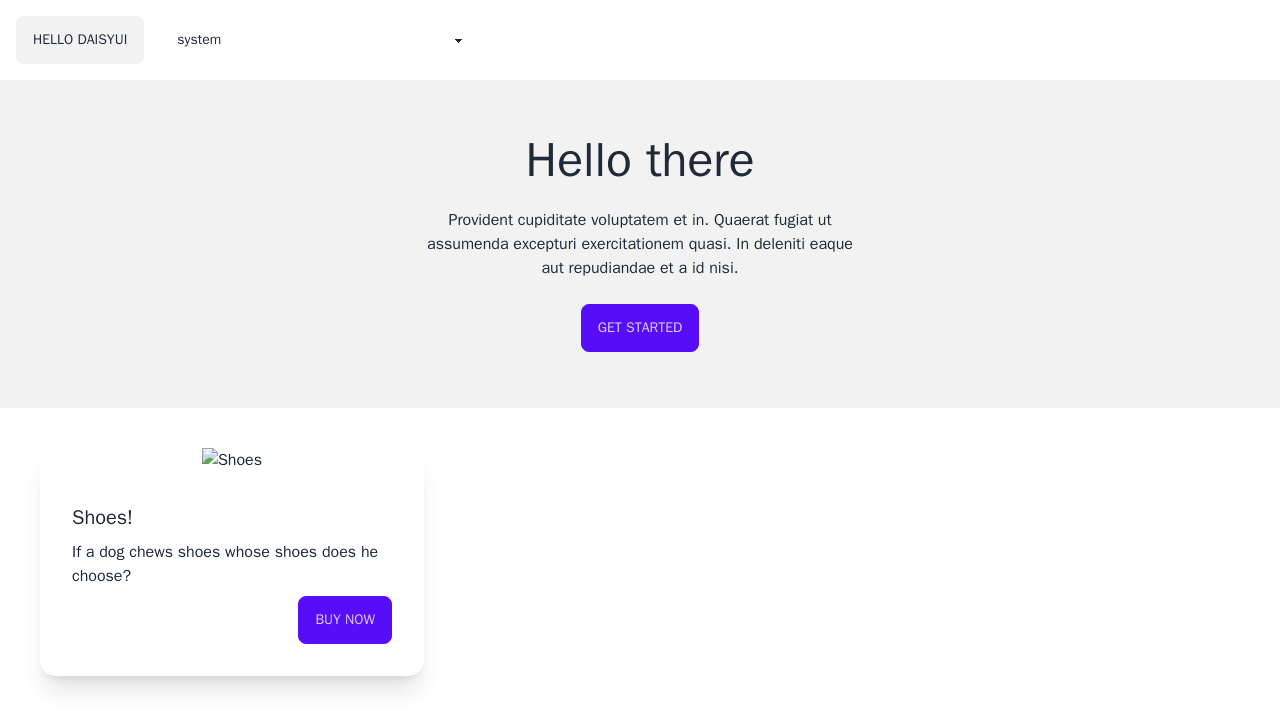 HELLO DAISYUI
system
Hello there
Provident cupiditate voluptatem et in. Quaerat fugiat ut
assumenda excepturi exercitationem quasi. In deleniti eaque
aut repudiandae et a id nisi.
GET STARTED
Shoes
Shoes!
If a dog chews shoes whose shoes does he
choose?
BUY NOW